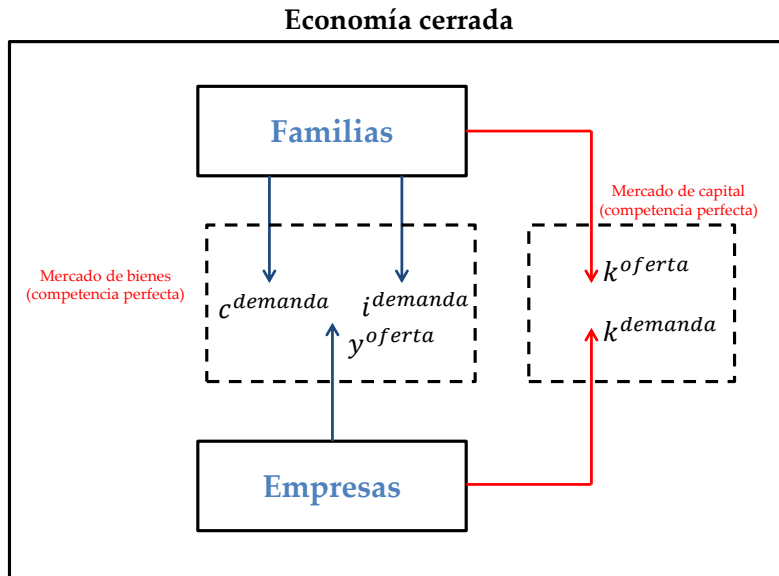 Economía cerrada
Familias
Mercado de capital
(competencia perfecta)
Mercado de bienes
(competencia perfecta)
c^demanda
i^demanda
y^oferta
k^oferta
k^demanda
Empresas